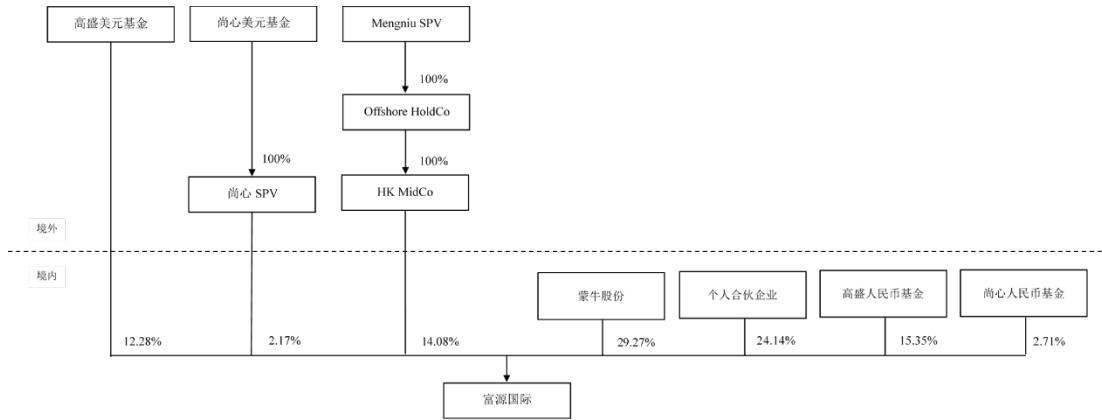 高盛美元基金
尚心美元基金
Mengniu SPV
100%
Offshore HoldCo
100%
100%
尚心 SPV
HK MidCo
境外
境内
蒙牛股份
个人合伙企业
高盛人民币基金
尚心人民币基金
12.28%
2.17%
14.08%
29.27%
24.14%
15.35%
2.71%
富源国际